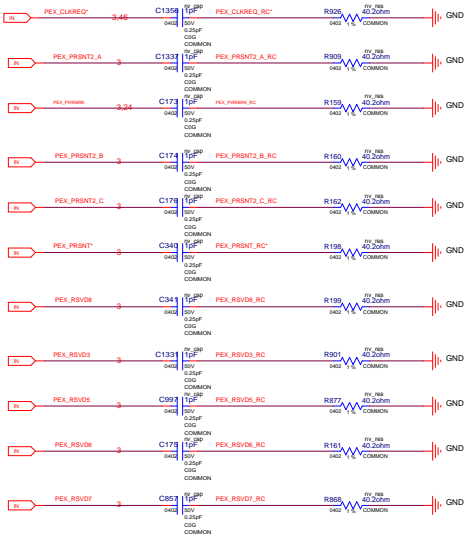 IN PEX_CLKREQ* 3,46 C1356 nv_cap 1pF PEX_CLKREQ_RC* R926 nv_res 40.2ohm GND
0402 50V 0402 1 % COMMON
0.25pF
C0G
COMMON
IN PEX_PRSNT2_A 3 C1337 nv_cap 1pF PEX_PRSNT2_A_RC R909 nv_res 40.2ohm GND
0402 50V 0402 1 % COMMON
0.25pF
C0G
COMMON
IN PEX_PWRBRK 3,24 C173 nv_cap 1pF PEX_PWRBRK_RC R159 nv_res 40.2ohm GND
0402 50V 0402 1 % COMMON
0.25pF
C0G
COMMON
IN PEX_PRSNT2_B 3 C174 nv_cap 1pF PEX_PRSNT2_B_RC R160 nv_res 40.2ohm GND
0402 50V 0402 1 % COMMON
0.25pF
C0G
COMMON
IN PEX_PRSNT2_C 3 C176 nv_cap 1pF PEX_PRSNT2_C_RC R162 nv_res 40.2ohm GND
0402 50V 0402 1 % COMMON
0.25pF
C0G
COMMON
IN PEX_PRSNT* 3 C340 nv_cap 1pF PEX_PRSNT_RC* R198 nv_res 40.2ohm GND
0402 50V 0402 1 % COMMON
0.25pF
C0G
COMMON
IN PEX_RSVD8 3 C341 nv_cap 1pF PEX_RSVD8_RC R199 nv_res 40.2ohm GND
0402 50V 0402 1 % COMMON
0.25pF
C0G
COMMON
IN PEX_RSVD3 3 C1331 nv_cap 1pF PEX_RSVD3_RC R901 nv_res 40.2ohm GND
0402 50V 0402 1 % COMMON
0.25pF
C0G
COMMON
IN PEX_RSVD5 3 C997 nv_cap 1pF PEX_RSVD5_RC R877 nv_res 40.2ohm GND
0402 50V 0402 1 % COMMON
0.25pF
C0G
COMMON
IN PEX_RSVD6 3 C175 nv_cap 1pF PEX_RSVD6_RC R161 nv_res 40.2ohm GND
0402 50V 0402 1 % COMMON
0.25pF
C0G
COMMON
IN PEX_RSVD7 3 C857 nv_cap 1pF PEX_RSVD7_RC R868 nv_res 40.2ohm GND
0402 50V 0402 1 % COMMON
0.25pF
C0G
COMMON